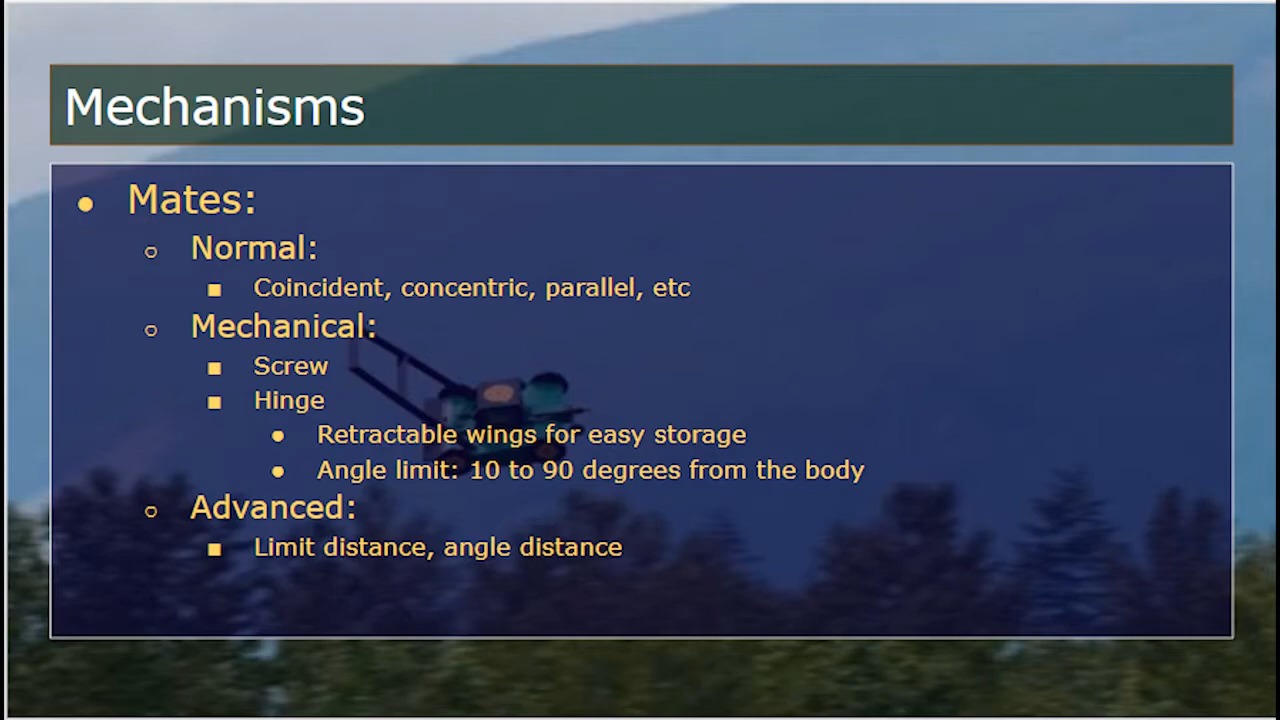 Mechanisms
Mates:
Normal:
Coincident, concentric, parallel, etc
Mechanical:
Screw
Hinge
Retractable wings for easy storage
Angle limit: 10 to 90 degrees from the body
Advanced:
Limit distance, angle distance